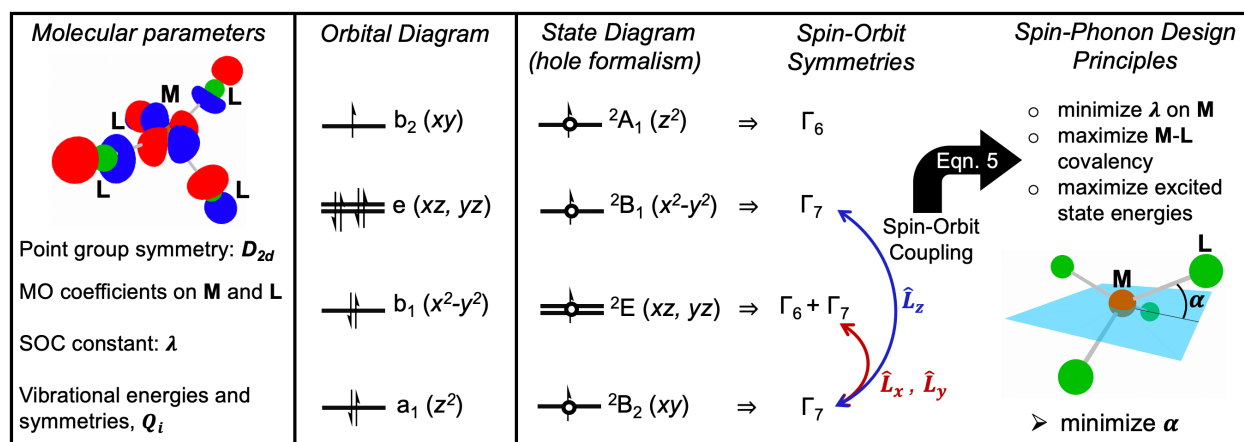 Molecular parameters
M
L
L
L
L
Point group symmetry: D2d
MO coefficients on M and L
SOC constant: λ
Vibrational energies and
symmetries, Qi
Orbital Diagram
b2 (xy)
e (xz, yz)
b1 (x²-y²)
a1 (z²)
State Diagram
(hole formalism)
²A1 (z²)
²B1 (x²-y²)
²E (xz, yz)
²B2 (xy)
Spin-Orbit
Symmetries
⇒ Γ6
⇒ Γ7
⇒ Γ6 + Γ7
⇒ Γ7
L̂z
L̂x , L̂y
Eqn. 5
Spin-Orbit
Coupling
Spin-Phonon Design
Principles
○ minimize λ on M
○ maximize M-L
covalency
○ maximize excited
state energies
L
M
α
➢ minimize α